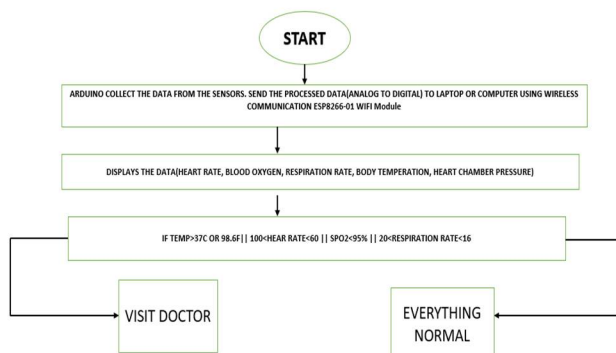 START
ARDUINO COLLECT THE DATA FROM THE SENSORS. SEND THE PROCESSED DATA(ANALOG TO DIGITAL) TO LAPTOP OR COMPUTER USING WIRELESS
COMMUNICATION ESP8266-01 WIFI Module
DISPLAYS THE DATA(HEART RATE, BLOOD OXYGEN, RESPIRATION RATE, BODY TEMPERATION, HEART CHAMBER PRESSURE)
IF TEMP>37C OR 98.6F|| 100<HEAR RATE<60 || SPO2<95% || 20<RESPIRATION RATE<16
VISIT DOCTOR
EVERYTHING
NORMAL